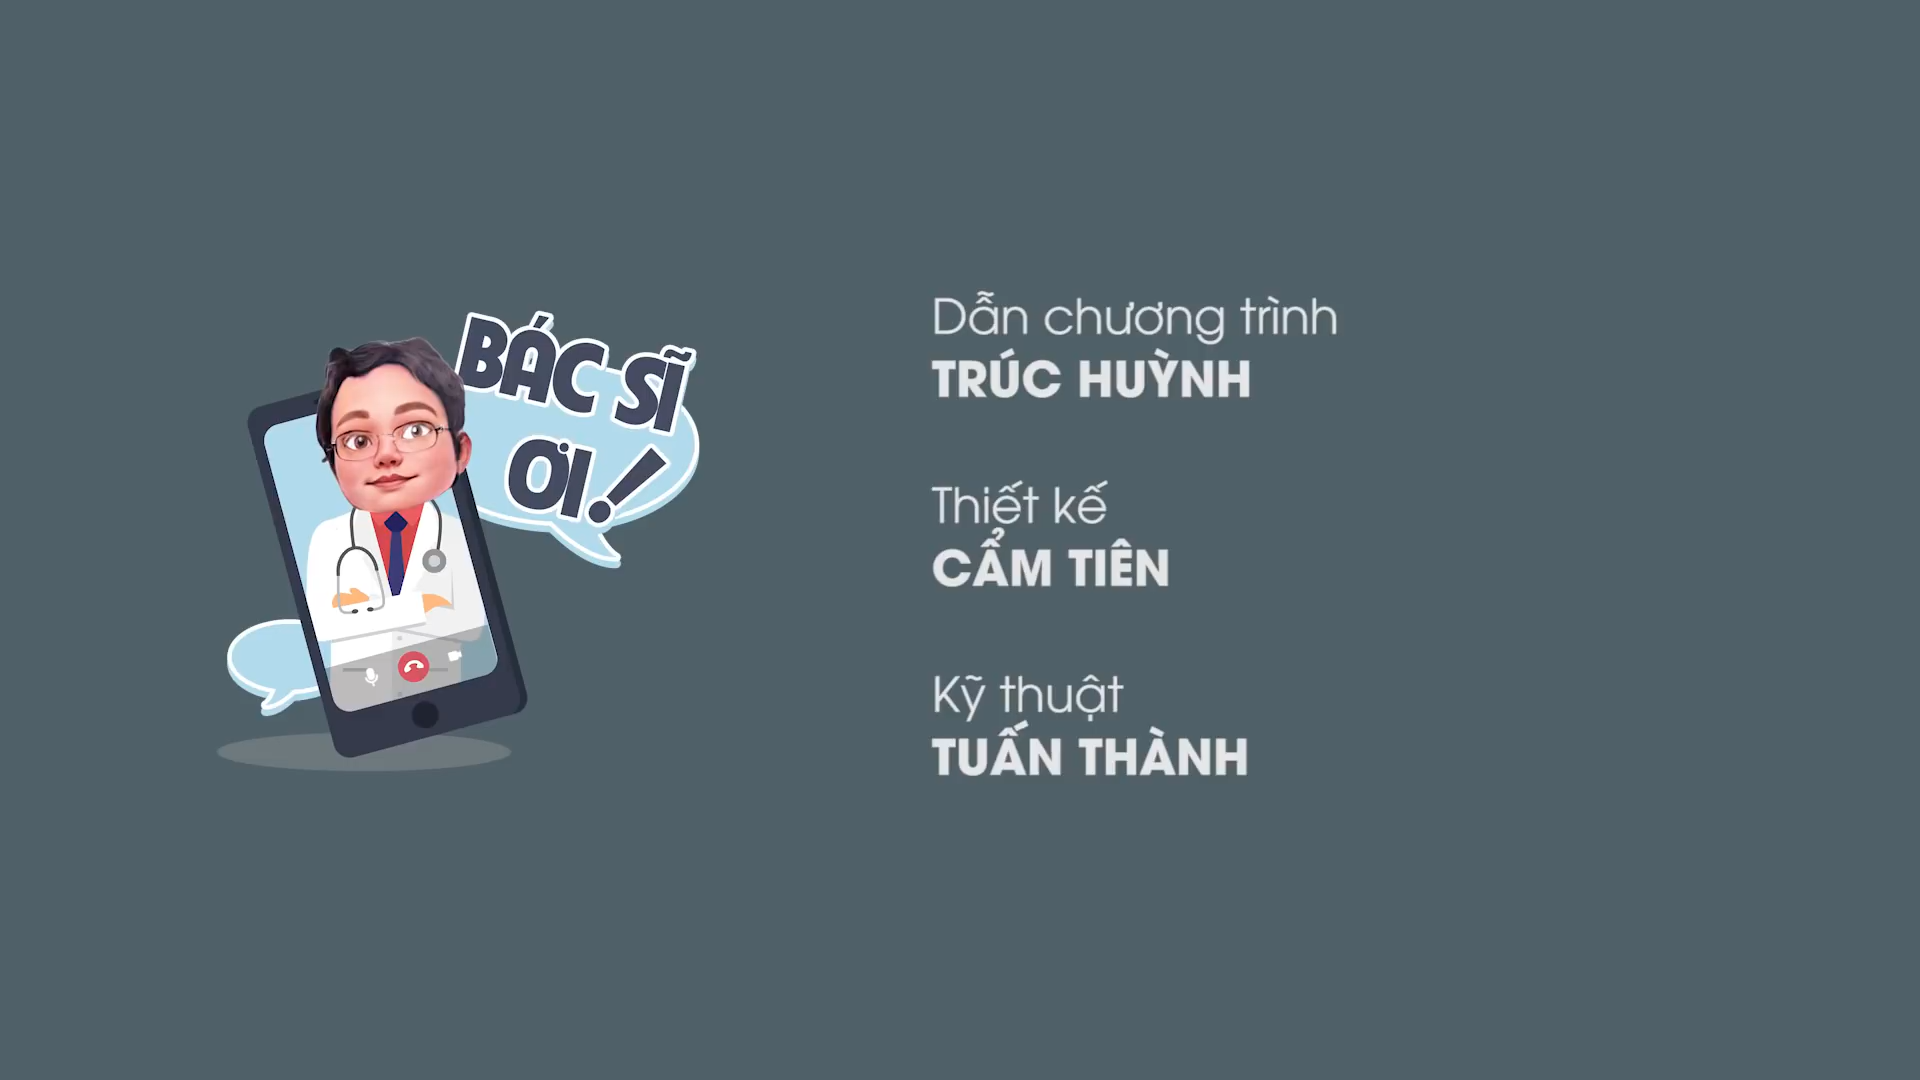 BÁC SĨ
ƠI!
Dẫn chương trình
TRÚC HUỲNH
Thiết kế
CẨM TIÊN
Kỹ thuật
TUẤN THÀNH